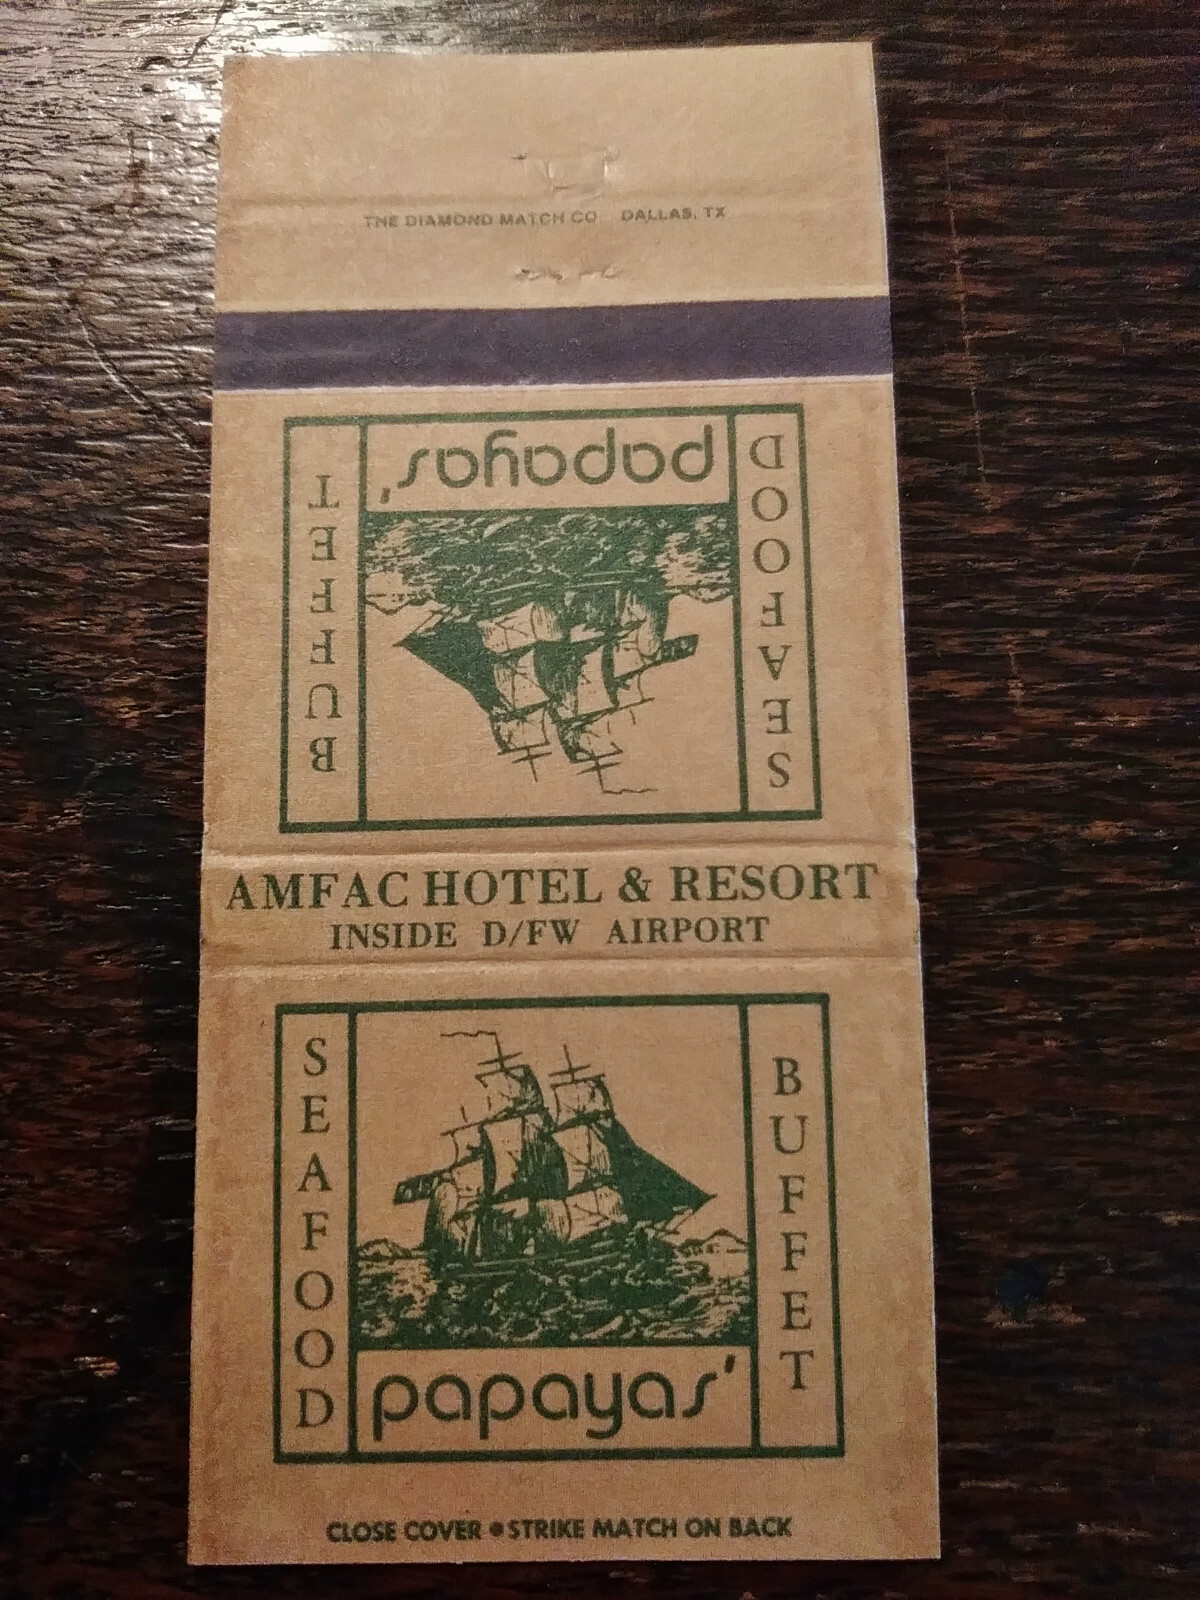 THE DIAMOND MATCH CO. DALLAS, TX
papayas'
SEAFOOD
BUFFET
AMFAC HOTEL & RESORT
INSIDE D/FW AIRPORT
SEAFOOD
BUFFET
papayas'
CLOSE COVER • STRIKE MATCH ON BACK